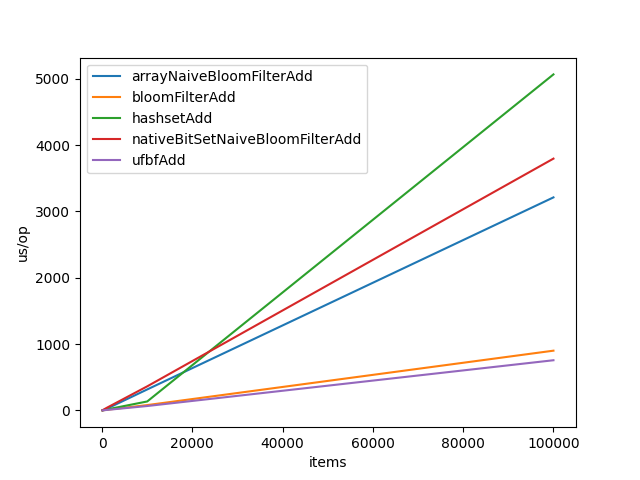 arrayNaiveBloomFilterAdd
bloomFilterAdd
hashsetAdd
nativeBitSetNaiveBloomFilterAdd
ufbfAdd
5000
4000
3000
2000
1000
0
us/op
0
20000
40000
60000
80000
100000
items